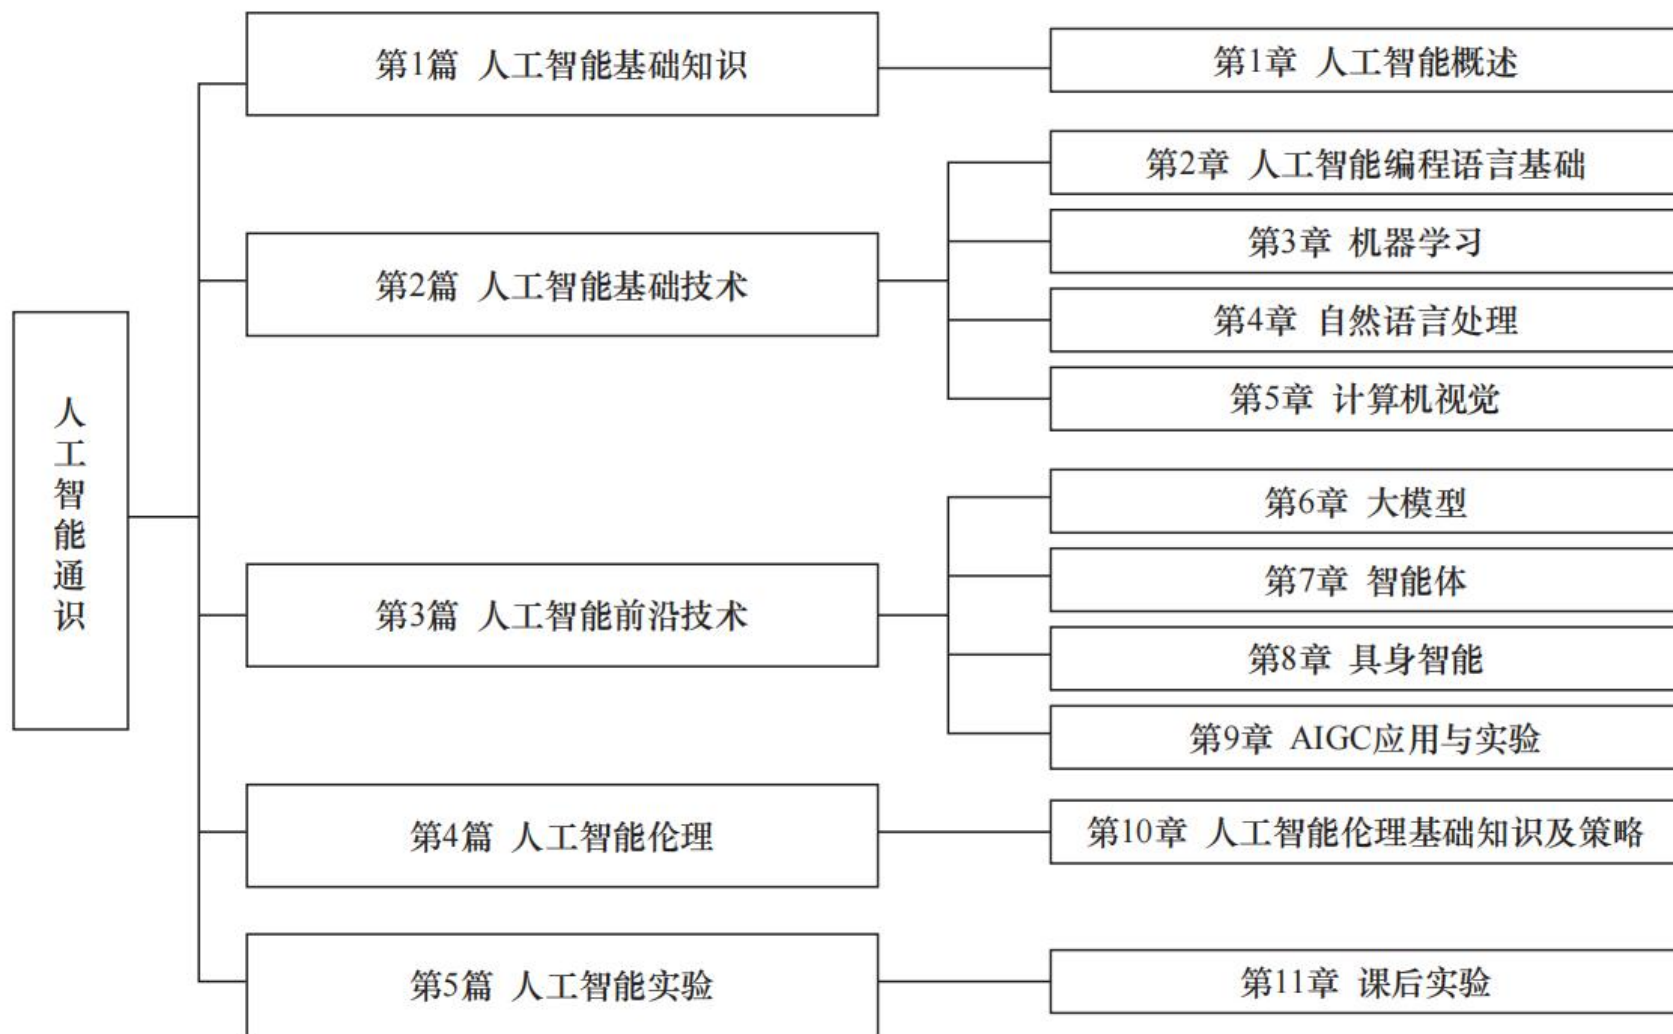 人工智能通识
第1篇 人工智能基础知识
第1章 人工智能概述
第2篇 人工智能基础技术
第2章 人工智能编程语言基础
第3章 机器学习
第4章 自然语言处理
第5章 计算机视觉
第3篇 人工智能前沿技术
第6章 大模型
第7章 智能体
第8章 具身智能
第9章 AIGC应用与实验
第4篇 人工智能伦理
第10章 人工智能伦理基础知识及策略
第5篇 人工智能实验
第11章 课后实验